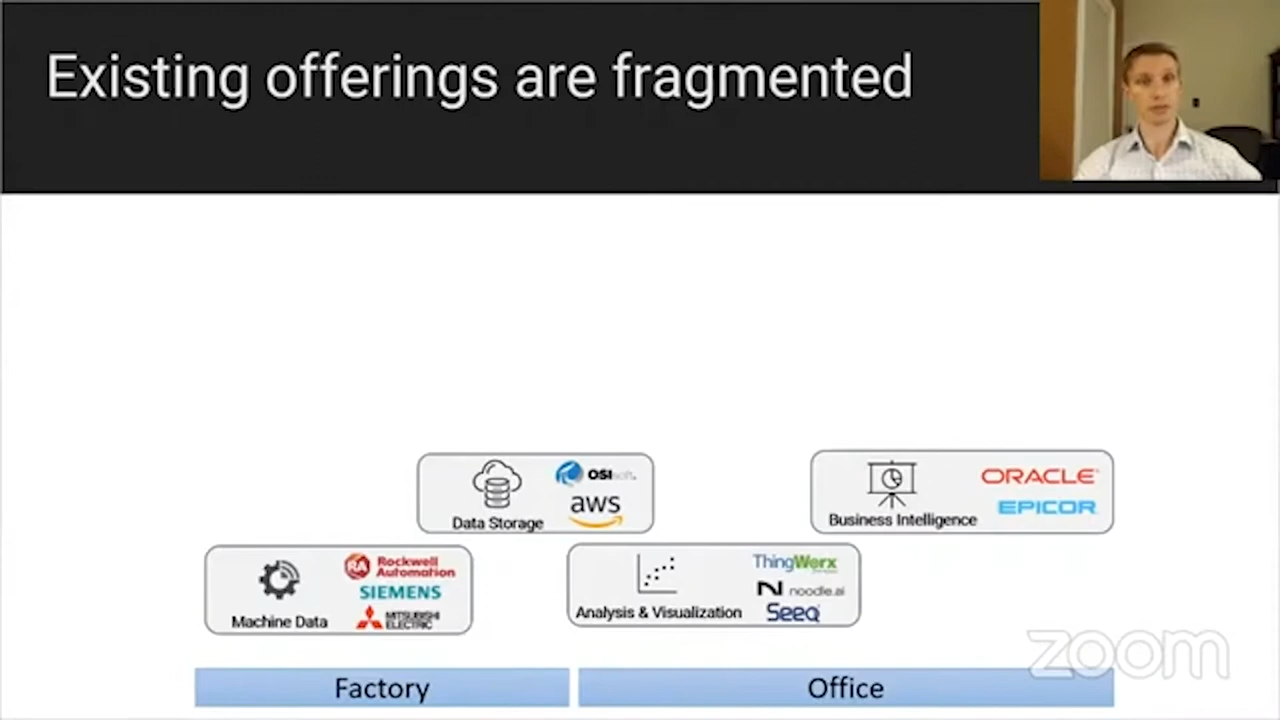 Existing offerings are fragmented
Data Storage
OSIsoft.
aws
Business Intelligence
ORACLE
EPICOR
Machine Data
Rockwell
Automation
SIEMENS
MITSUBISHI
ELECTRIC
Analysis & Visualization
ThingWorx
noodle.ai
Seeq
Factory
Office
zoom